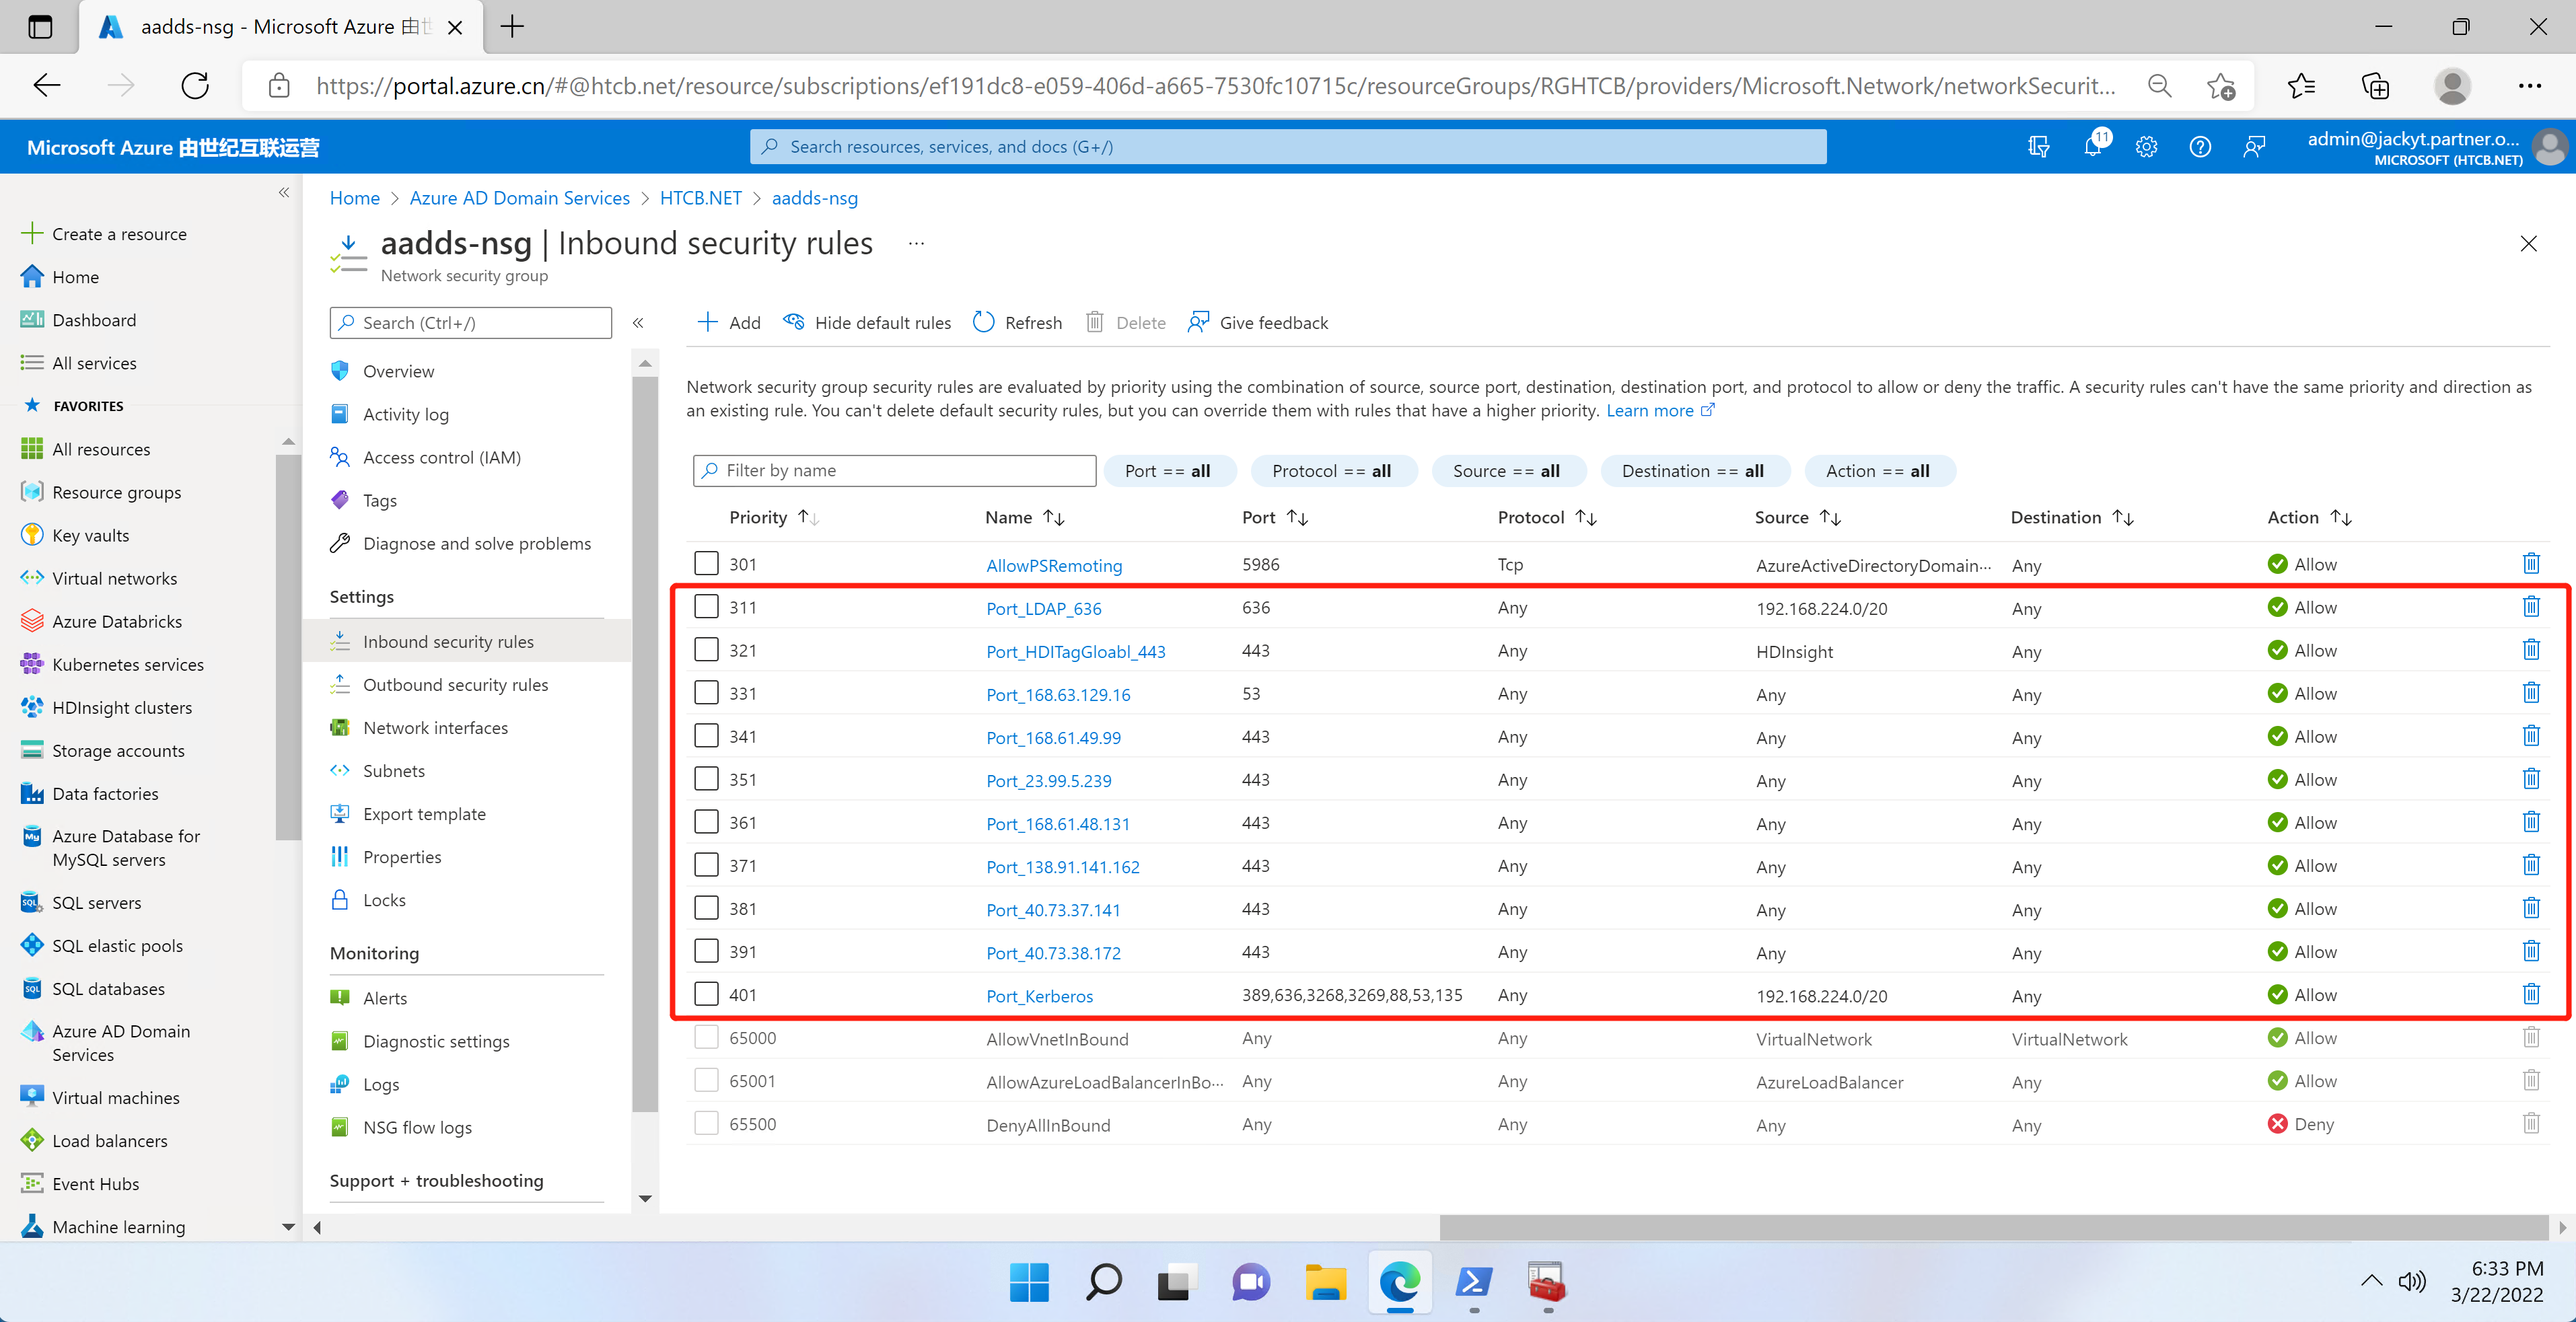 aadds-nsg - Microsoft Azure 由世
https://portal.azure.cn/#@htcb.net/resource/subscriptions/ef191dc8-e059-406d-a665-7530fc10715c/resourceGroups/RGHTCB/providers/Microsoft.Network/networkSecurit...
Microsoft Azure 由世纪互联运营
Search resources, services, and docs (G+/)
11
admin@jackyt.partner.o...
MICROSOFT (HTCB.NET)
Create a resource
Home
Dashboard
All services
FAVORITES
All resources
Resource groups
Key vaults
Virtual networks
Azure Databricks
Kubernetes services
HDInsight clusters
Storage accounts
Data factories
Azure Database for
MySQL servers
SQL servers
SQL elastic pools
SQL databases
Azure AD Domain
Services
Virtual machines
Load balancers
Event Hubs
Machine learning
Home > Azure AD Domain Services > HTCB.NET > aadds-nsg
aadds-nsg | Inbound security rules ...
Network security group
Search (Ctrl+/)
Overview
Activity log
Access control (IAM)
Tags
Diagnose and solve problems
Settings
Inbound security rules
Outbound security rules
Network interfaces
Subnets
Export template
Properties
Locks
Monitoring
Alerts
Diagnostic settings
Logs
NSG flow logs
Support + troubleshooting
Add Hide default rules Refresh Delete Give feedback
Network security group security rules are evaluated by priority using the combination of source, source port, destination, destination port, and protocol to allow or deny the traffic. A security rules can't have the same priority and direction as
an existing rule. You can't delete default security rules, but you can override them with rules that have a higher priority. Learn more
Filter by name Port == all Protocol == all Source == all Destination == all Action == all
Priority Name Port Protocol Source Destination Action
301 AllowPSRemoting 5986 Tcp AzureActiveDirectoryDomain... Any Allow
311 Port_LDAP_636 636 Any 192.168.224.0/20 Any Allow
321 Port_HDITagGloabl_443 443 Any HDInsight Any Allow
331 Port_168.63.129.16 53 Any Any Any Allow
341 Port_168.61.49.99 443 Any Any Any Allow
351 Port_23.99.5.239 443 Any Any Any Allow
361 Port_168.61.48.131 443 Any Any Any Allow
371 Port_138.91.141.162 443 Any Any Any Allow
381 Port_40.73.37.141 443 Any Any Any Allow
391 Port_40.73.38.172 443 Any Any Any Allow
401 Port_Kerberos 389,636,3268,3269,88,53,135 Any 192.168.224.0/20 Any Allow
65000 AllowVnetInBound Any Any VirtualNetwork VirtualNetwork Allow
65001 AllowAzureLoadBalancerInBo... Any Any AzureLoadBalancer Any Allow
65500 DenyAllInBound Any Any Any Any Deny
6:33 PM
3/22/2022